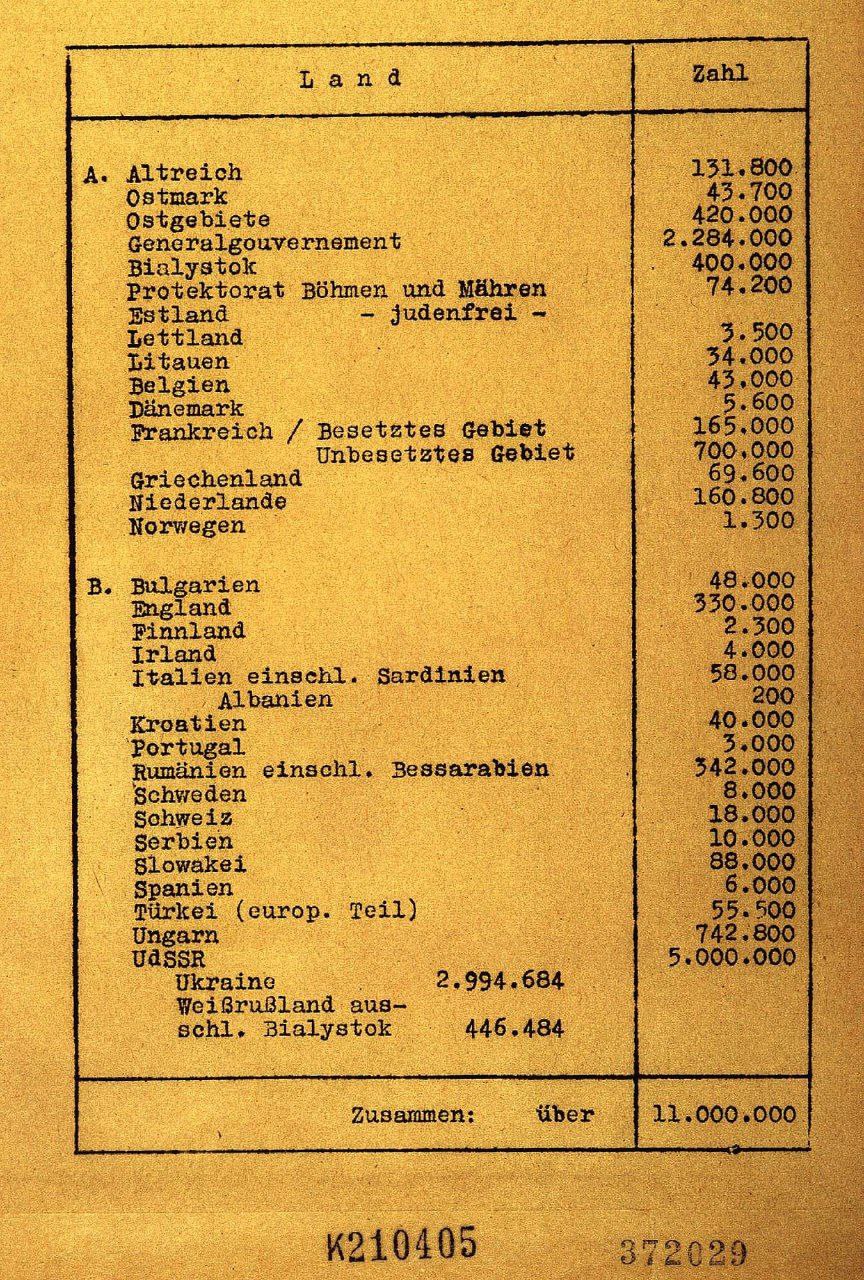 Land Zahl
A. Altreich 131.800
Ostmark 43.700
Ostgebiete 420.000
Generalgouvernement 2.284.000
Bialystok 400.000
Protektorat Böhmen und Mähren 74.200
Estland - judenfrei -
Lettland 3.500
Litauen 34.000
Belgien 43.000
Dänemark 5.600
Frankreich / Besetztes Gebiet 165.000
Unbesetztes Gebiet 700.000
Griechenland 69.600
Niederlande 160.800
Norwegen 1.300
B. Bulgarien 48.000
England 330.000
Finnland 2.300
Irland 4.000
Italien einschl. Sardinien 58.000
Albanien 200
Kroatien 40.000
Portugal 3.000
Rumänien einschl. Bessarabien 342.000
Schweden 8.000
Schweiz 18.000
Serbien 10.000
Slowakei 88.000
Spanien 6.000
Türkei (europ. Teil) 55.500
Ungarn 742.800
UdSSR 5.000.000
Ukraine 2.994.684
Weißrußland aus-
schl. Bialystok 446.484
Zusammen: über 11.000.000
K210405 372029